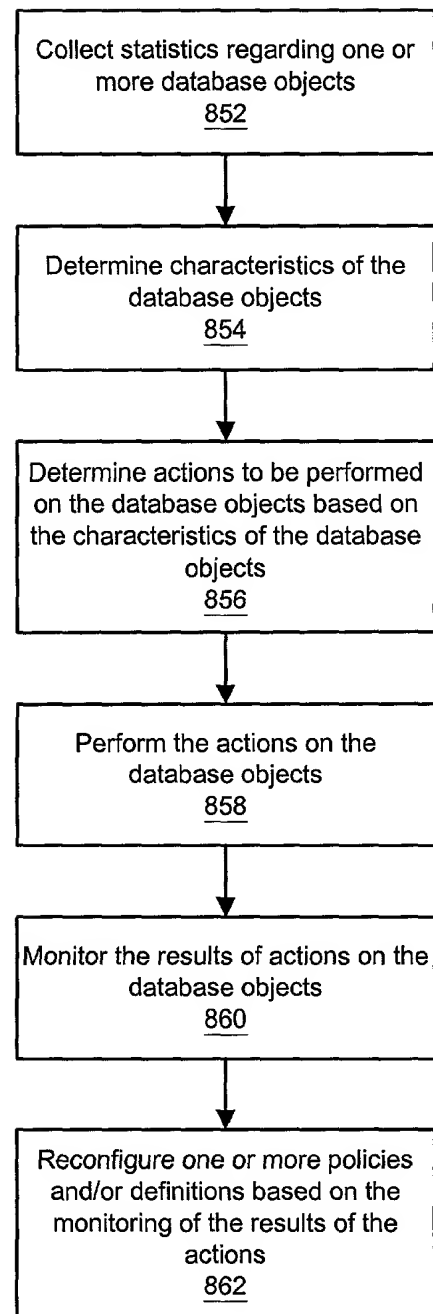 Collect statistics regarding one or
more database objects
852
Determine characteristics of the
database objects
854
Determine actions to be performed
on the database objects based on
the characteristics of the database
objects
856
Perform the actions on the
database objects
858
Monitor the results of actions on the
database objects
860
Reconfigure one or more policies
and/or definitions based on the
monitoring of the results of the
actions
862